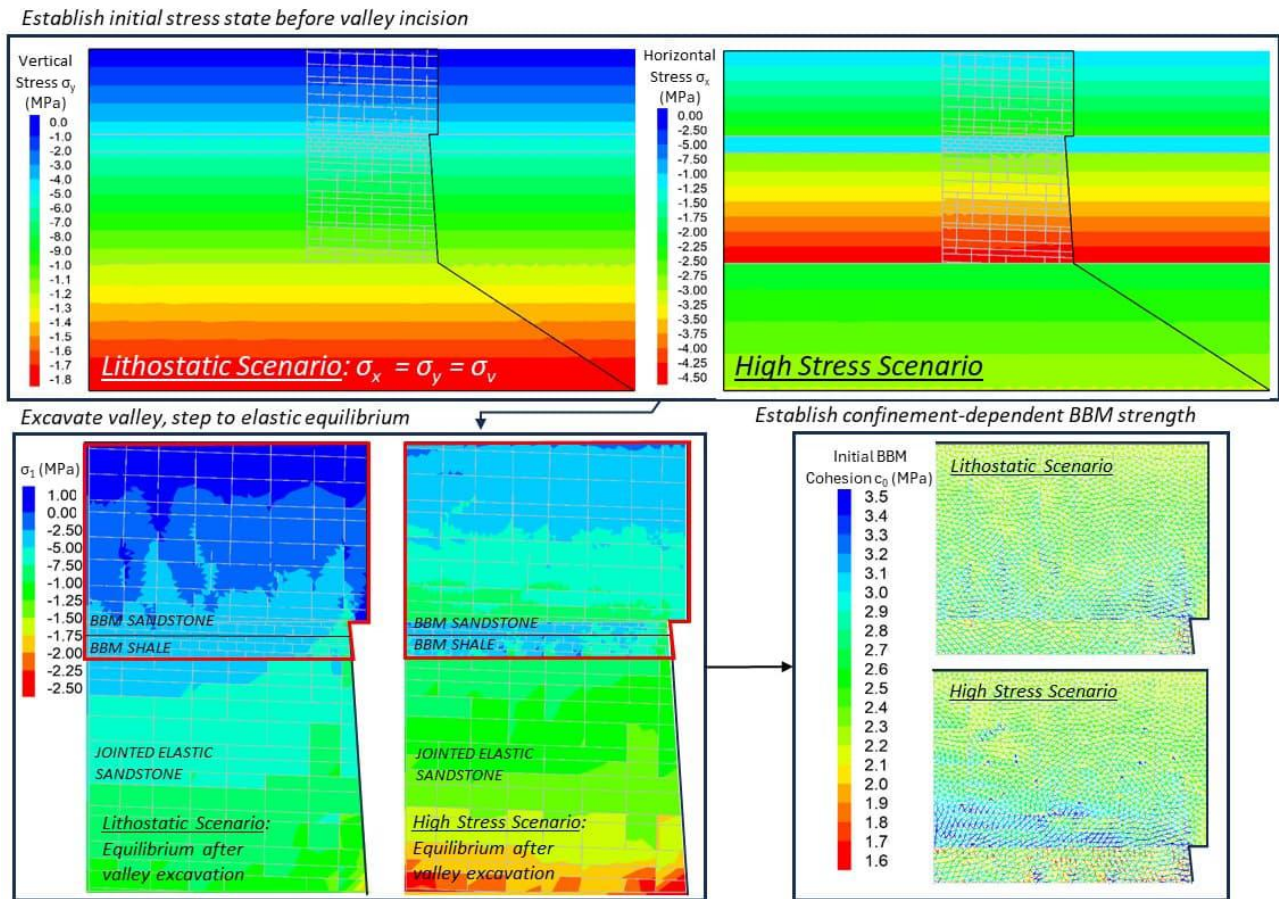 Establish initial stress state before valley incision
Vertical
Stress σy
(MPa)
0.0
-1.0
-2.0
-3.0
-4.0
-5.0
-6.0
-7.0
-8.0
-9.0
-1.0
-1.1
-1.2
-1.3
-1.4
-1.5
-1.6
-1.7
-1.8
Lithostatic Scenario: σx = σy = σv
Horizontal
Stress σx
(MPa)
0.00
-2.50
-5.00
-7.50
-1.00
-1.25
-1.50
-1.75
-2.00
-2.25
-2.50
-2.75
-3.00
-3.25
-3.50
-3.75
-4.00
-4.25
-4.50
High Stress Scenario
Excavate valley, step to elastic equilibrium
σ1 (MPa)
1.00
0.00
-2.50
-5.00
-7.50
-1.00
-1.25
-1.50
-1.75
-2.00
-2.25
-2.50
BBM SANDSTONE
BBM SHALE
JOINTED ELASTIC
SANDSTONE
Lithostatic Scenario:
Equilibrium after
valley excavation
BBM SANDSTONE
BBM SHALE
JOINTED ELASTIC
SANDSTONE
High Stress Scenario:
Equilibrium after
valley excavation
Establish confinement-dependent BBM strength
Initial BBM
Cohesion c0 (MPa)
3.5
3.4
3.3
3.2
3.1
3.0
2.9
2.8
2.7
2.6
2.5
2.4
2.3
2.2
2.1
2.0
1.9
1.8
1.7
1.6
Lithostatic Scenario
High Stress Scenario